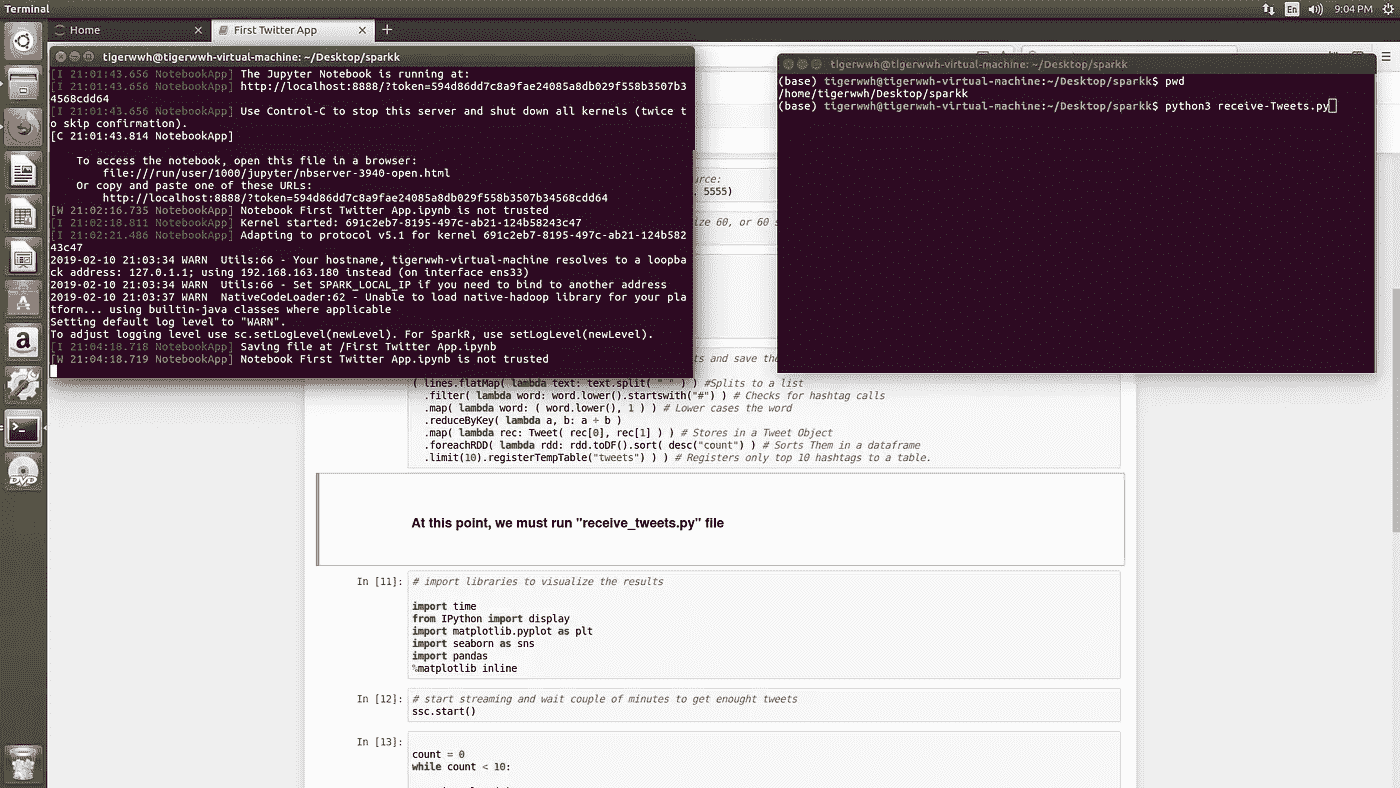 Terminal
En
9:04 PM
Home
First Twitter App
tigerwwh@tigerwwh-virtual-machine: ~/Desktop/sparkk
[I 21:01:43.656 NotebookApp] The Jupyter Notebook is running at:
[I 21:01:43.656 NotebookApp] http://localhost:8888/?token=594d86dd7c8a9fae24085a8db029f558b3507b3
4568cdd64
[I 21:01:43.656 NotebookApp] Use Control-C to stop this server and shut down all kernels (twice t
o skip confirmation).
[C 21:01:43.814 NotebookApp]
To access the notebook, open this file in a browser:
file:///run/user/1000/jupyter/nbserver-3940-open.html
Or copy and paste one of these URLs:
http://localhost:8888/?token=594d86dd7c8a9fae24085a8db029f558b3507b34568cdd64
[W 21:02:16.735 NotebookApp] Notebook First Twitter App.ipynb is not trusted
[I 21:02:18.811 NotebookApp] Kernel started: 691c2eb7-8195-497c-ab21-124b58243c47
[I 21:02:21.486 NotebookApp] Adapting to protocol v5.1 for kernel 691c2eb7-8195-497c-ab21-124b582
43c47
2019-02-10 21:03:34 WARN  Utils:66 - Your hostname, tigerwwh-virtual-machine resolves to a loopba
ck address: 127.0.1.1; using 192.168.163.180 instead (on interface ens33)
2019-02-10 21:03:34 WARN  Utils:66 - Set SPARK_LOCAL_IP if you need to bind to another address
2019-02-10 21:03:37 WARN  NativeCodeLoader:62 - Unable to load native-hadoop library for your pla
tform... using builtin-java classes where applicable
Setting default log level to "WARN".
To adjust logging level use sc.setLogLevel(newLevel). For SparkR, use setLogLevel(newLevel).
[I 21:04:18.718 NotebookApp] Saving file at /First Twitter App.ipynb
[W 21:04:18.719 NotebookApp] Notebook First Twitter App.ipynb is not trusted
tigerwwh@tigerwwh-virtual-machine: ~/Desktop/sparkk
(base) tigerwwh@tigerwwh-virtual-machine:~/Desktop/sparkk$ pwd
/home/tigerwwh/Desktop/sparkk
(base) tigerwwh@tigerwwh-virtual-machine:~/Desktop/sparkk$ python3 receive-Tweets.py
urce:
, 5555)
ize 60, or 60 s
ts and save the
( lines.flatMap( lambda text: text.split( " " ) ) #Splits to a list
.filter( lambda word: word.lower().startswith("#") ) # Checks for hashtag calls
.map( lambda word: ( word.lower(), 1 ) ) # Lower cases the word
.reduceByKey( lambda a, b: a + b )
.map( lambda rec: Tweet( rec[0], rec[1] ) ) # Stores in a Tweet Object
.foreachRDD( lambda rdd: rdd.toDF().sort( desc("count") ) # Sorts Them in a dataframe
.limit(10).registerTempTable("tweets") ) ) # Registers only top 10 hashtags to a table.
At this point, we must run "receive_tweets.py" file
In [11]:
# import libraries to visualize the results
import time
from IPython import display
import matplotlib.pyplot as plt
import seaborn as sns
import pandas
%matplotlib inline
In [12]:
# start streaming and wait couple of minutes to get enought tweets
ssc.start()
In [13]:
count = 0
while count < 10:
DVD